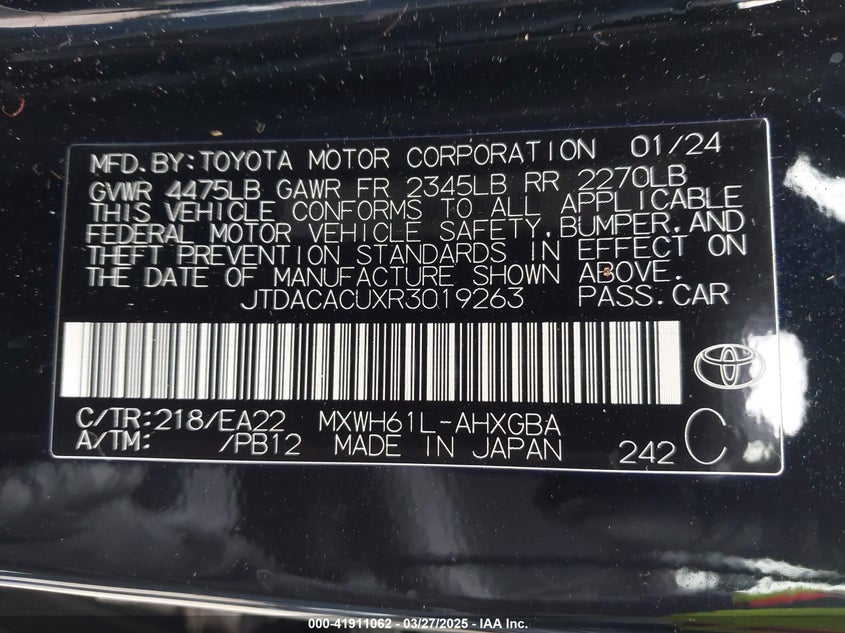 MFD.BY:TOYOTA MOTOR CORPORATION 01/24
GVWR 4475LB GAWR FR 2345LB RR 2270LB
THIS VEHICLE CONFORMS TO ALL APPLICABLE
FEDERAL MOTOR VEHICLE SAFETY,BUMPER,AND
THEFT PREVENTION STANDARDS IN EFFECT ON
THE DATE OF MANUFACTURE SHOWN ABOVE.
JTDACACUXR3019263 PASS.CAR
C/TR:218/EA22 MXWH61L-AHXGBA
A/TM: /PB12 MADE IN JAPAN 242 C
000-41911062 - 03/27/2025 - IAA Inc.